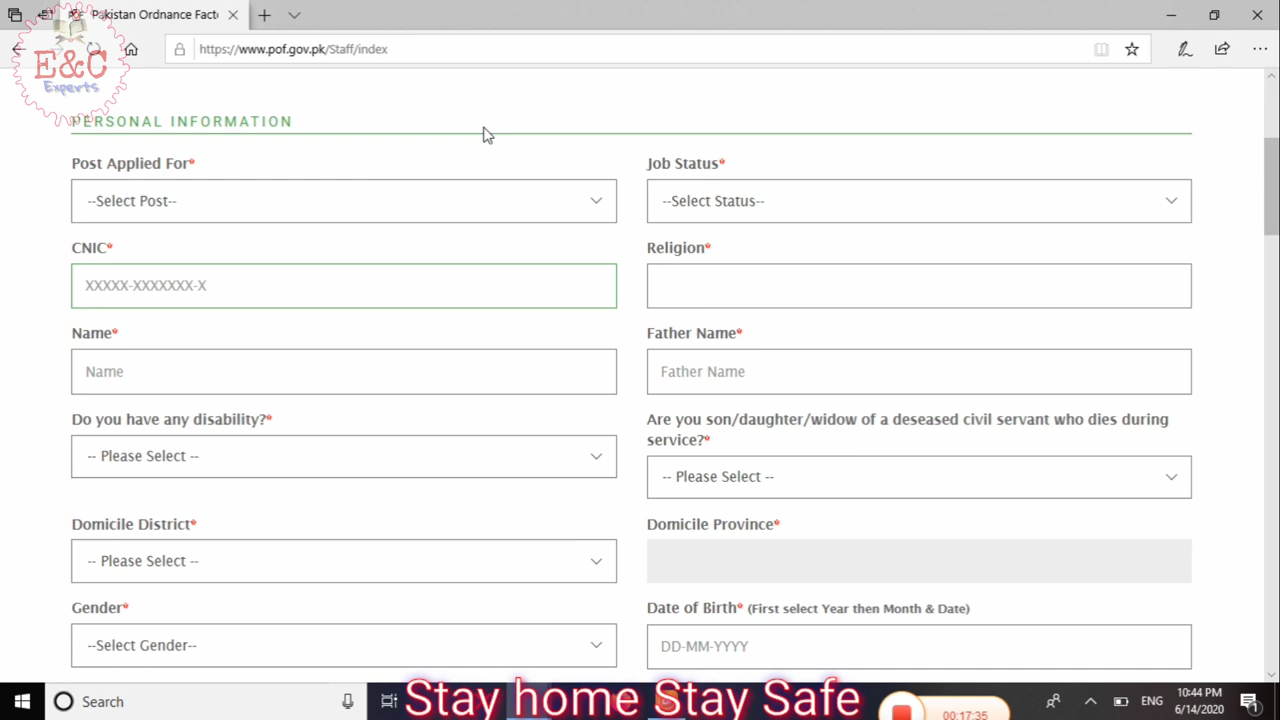 Pakistan Ordnance Facto
https://www.pof.gov.pk/Staff/index
E&C
Experts
PERSONAL INFORMATION
Post Applied For*
Job Status*
--Select Post--
--Select Status--
CNIC*
Religion*
XXXXX-XXXXXXX-X
Name*
Father Name*
Name
Father Name
Do you have any disability?*
Are you son/daughter/widow of a deseased civil servant who dies during
service?*
-- Please Select --
-- Please Select --
Domicile District*
Domicile Province*
-- Please Select --
Gender*
Date of Birth* (First select Year then Month & Date)
--Select Gender--
DD-MM-YYYY
Search
Stay home Stay Safe
00:17:35
ENG
10:44 PM
6/14/2020
1